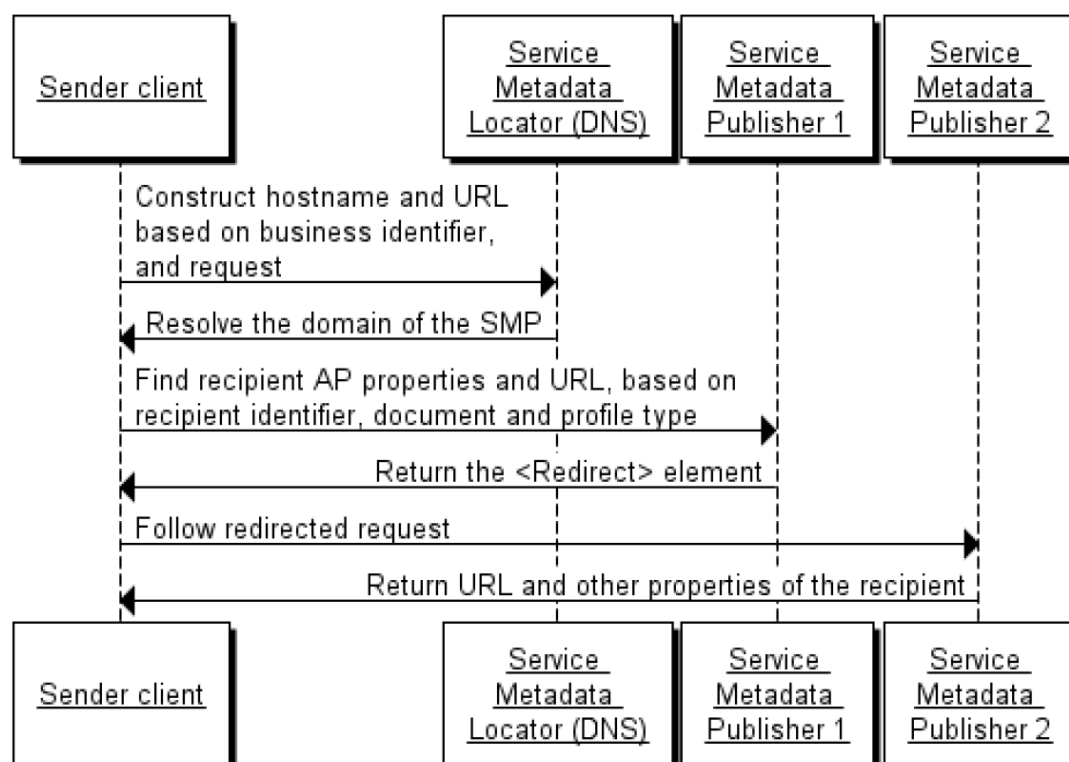 Sender client
Service
Metadata
Locator (DNS)
Service
Metadata
Publisher 1
Service
Metadata
Publisher 2
Construct hostname and URL
based on business identifier,
and request
Resolve the domain of the SMP
Find recipient AP properties and URL, based on
recipient identifier, document and profile type
Return the <Redirect> element
Follow redirected request
Return URL and other properties of the recipient
Sender client
Service
Metadata
Locator (DNS)
Service
Metadata
Publisher 1
Service
Metadata
Publisher 2